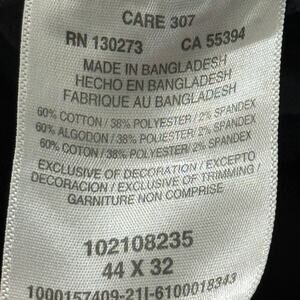 CARE 307
RN 130273 CA 55394
MADE IN BANGLADESH
HECHO EN BANGLADESH
FABRIQUE AU BANGLADESH
60% COTTON / 38% POLYESTER / 2% SPANDEX
60% ALGODON / 38% POLIESTER / 2% SPANDEX
60% COTON / 38% POLYESTER / 2% SPANDEX
EXCLUSIVE OF DECORATION / EXCEPTO
DECORACION / EXCLUSIVE OF TRIMMING /
GARNITURE NON COMPRISE
102108235
44 X 32
1000157409-21I-6100018343